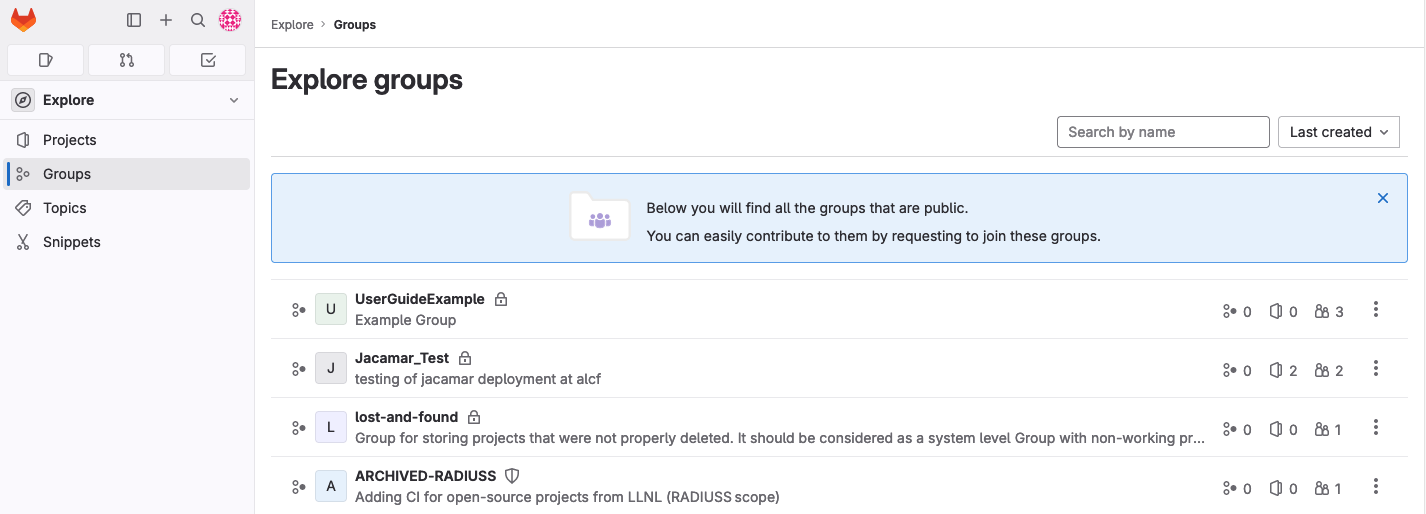 Explore › Groups
Explore
Projects
Groups
Topics
Snippets
Explore groups
Search by name
Last created
Below you will find all the groups that are public.
You can easily contribute to them by requesting to join these groups.
U UserGuideExample 0 0 3
Example Group
J Jacamar_Test 0 2 2
testing of jacamar deployment at alcf
L lost-and-found 0 0 1
Group for storing projects that were not properly deleted. It should be considered as a system level Group with non-working pr...
A ARCHIVED-RADIUSS 0 0 1
Adding CI for open-source projects from LLNL (RADIUSS scope)